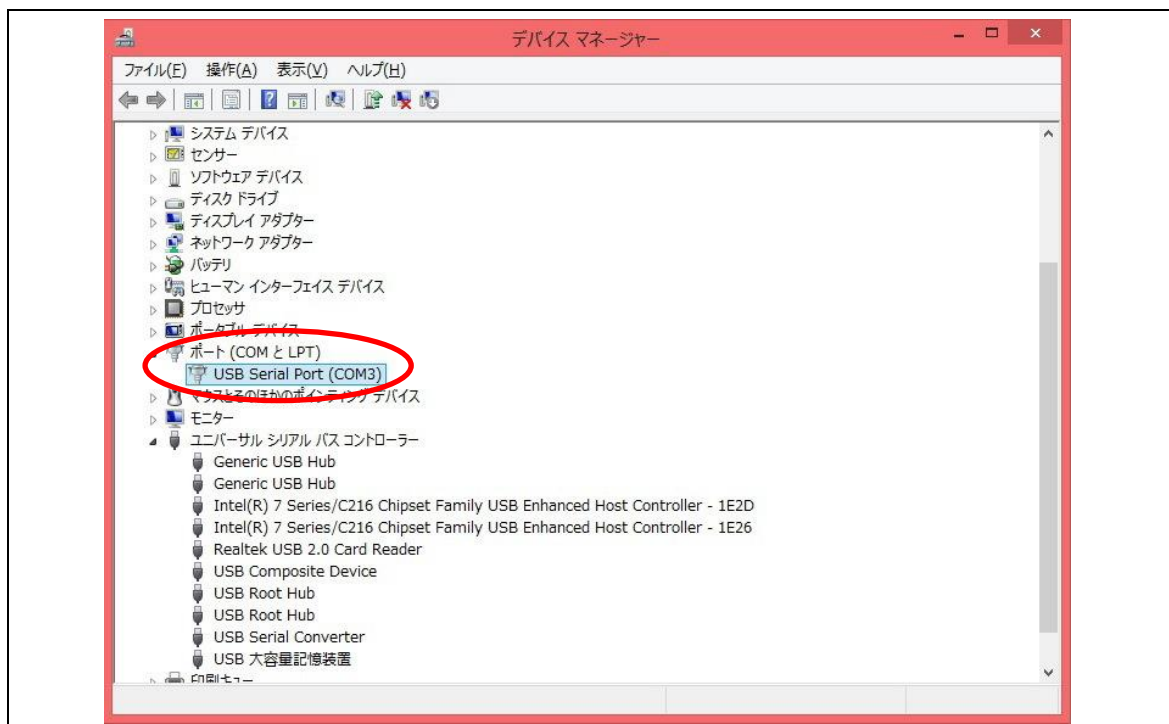 デバイス マネージャー
ファイル(F) 操作(A) 表示(V) ヘルプ(H)
システム デバイス
センサー
ソフトウェア デバイス
ディスク ドライブ
ディスプレイ アダプター
ネットワーク アダプター
バッテリ
ヒューマン インターフェイス デバイス
プロセッサ
ポータブル デバイス
ポート (COM と LPT)
USB Serial Port (COM3)
マウスとそのほかのポインティング デバイス
モニター
ユニバーサル シリアル バス コントローラー
Generic USB Hub
Generic USB Hub
Intel(R) 7 Series/C216 Chipset Family USB Enhanced Host Controller - 1E2D
Intel(R) 7 Series/C216 Chipset Family USB Enhanced Host Controller - 1E26
Realtek USB 2.0 Card Reader
USB Composite Device
USB Root Hub
USB Root Hub
USB Serial Converter
USB 大容量記憶装置
印刷キュー